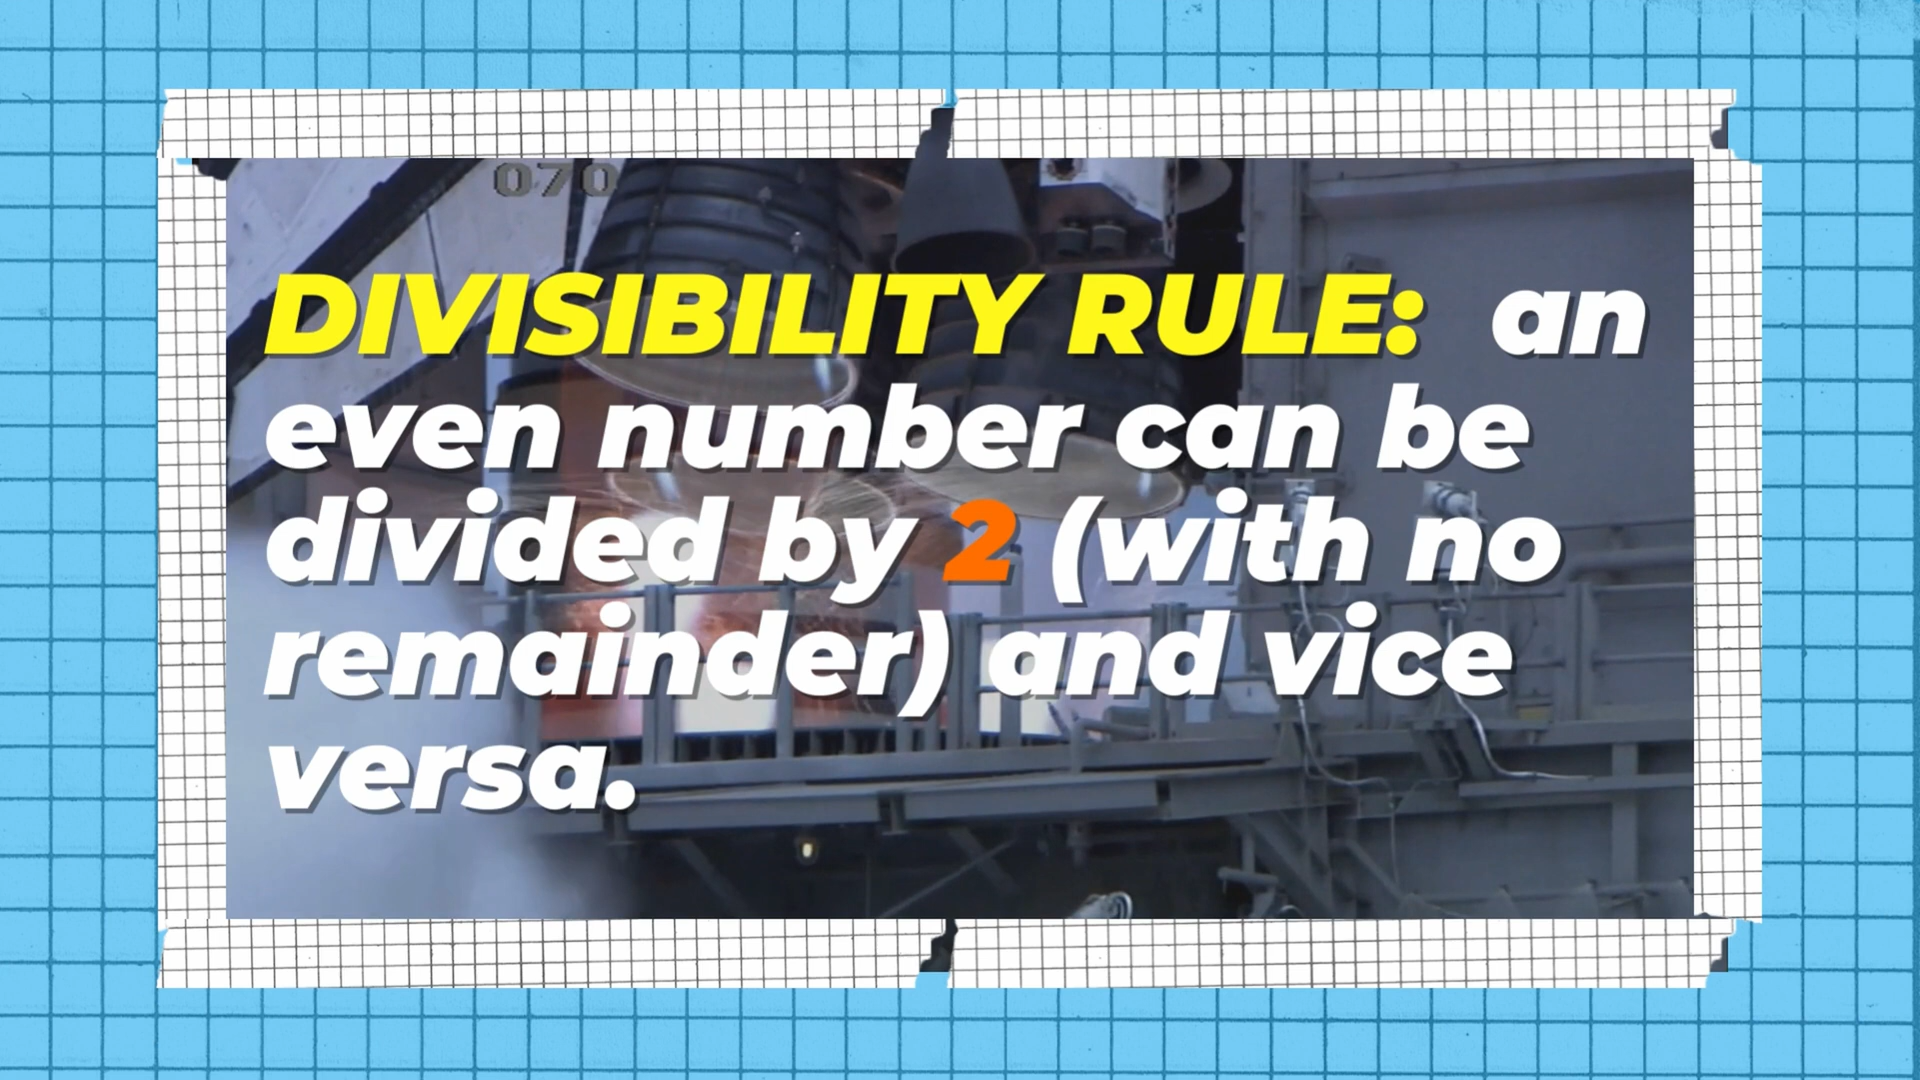 070
DIVISIBILITY RULE: an
even number can be
divided by 2 (with no
remainder) and vice
versa.